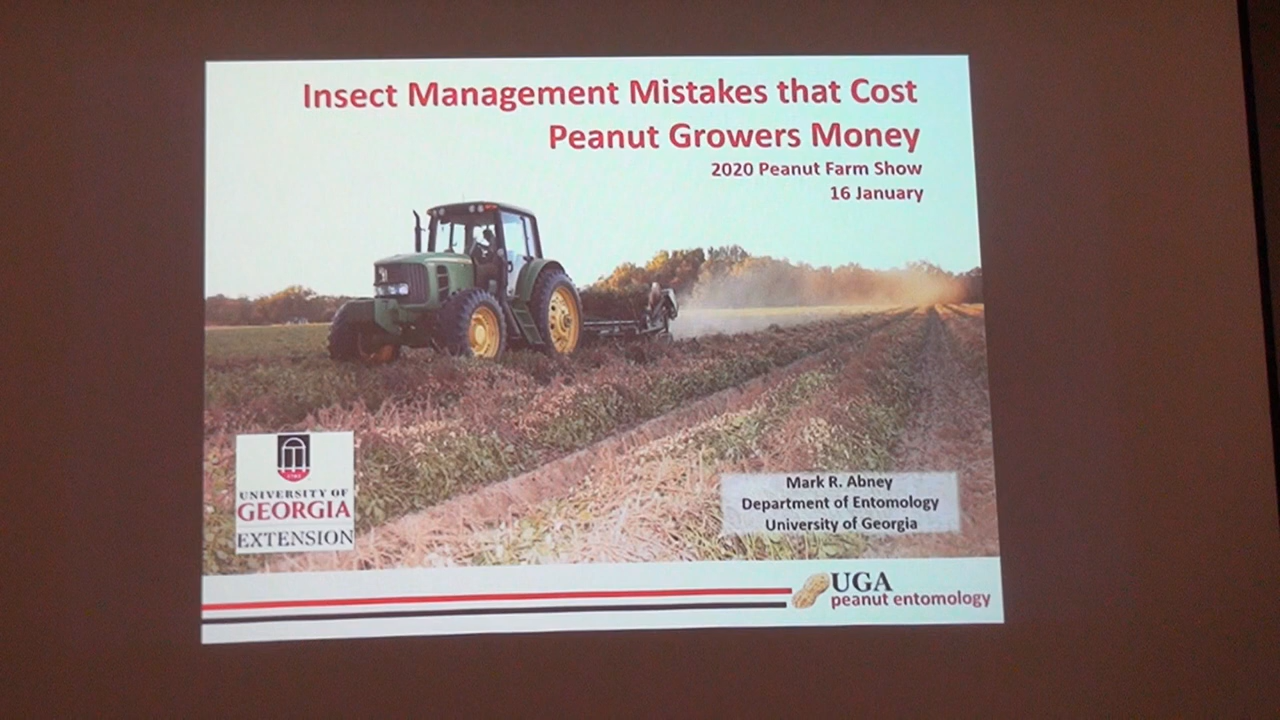 Insect Management Mistakes that Cost
Peanut Growers Money
2020 Peanut Farm Show
16 January
UNIVERSITY OF
GEORGIA
EXTENSION
Mark R. Abney
Department of Entomology
University of Georgia
UGA
peanut entomology